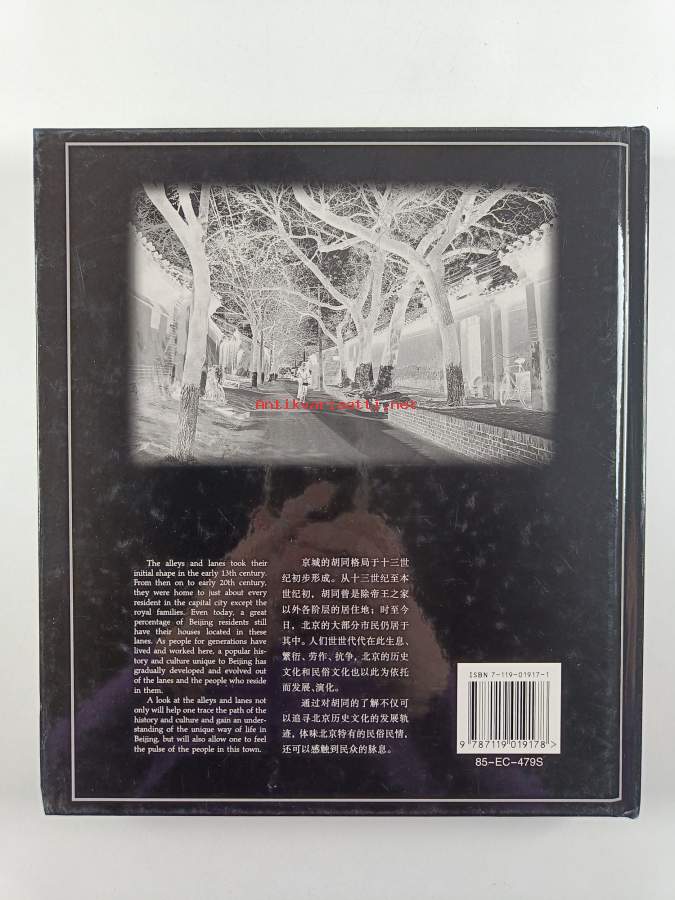 Antikvariaatti.net
The alleys and lanes took their
initial shape in the early 13th century.
From then on to early 20th century,
they were home to just about every
resident in the capital city except the
royal families. Even today, a great
percentage of Beijing residents still
have their houses located in these
lanes. As people for generations have
lived and worked here, a popular his-
tory and culture unique to Beijing has
gradually developed and evolved out
of the lanes and the people who reside
in them.
A look at the alleys and lanes not
only will help one trace the path of the
history and culture and gain an under-
standing of the unique way of life in
Beijing, but will also allow one to feel
the pulse of the people in this town.
京城的胡同格局于十三世
纪初步形成。从十三世纪至本
世纪初，胡同曾是除帝王之家
以外各阶层的居住地；时至今
日，北京的大部分市民仍居于
其中。人们世世代代在此生息、
繁衍、劳作、抗争，北京的历史
文化和民俗文化也以此为依托
而发展、演化。
通过对胡同的了解不仅可
以追寻北京历史文化的发展轨
迹，体味北京特有的民俗民情，
还可以感触到民众的脉息。
ISBN 7-119-01917-1
9 787119 019178 >
85-EC-479S